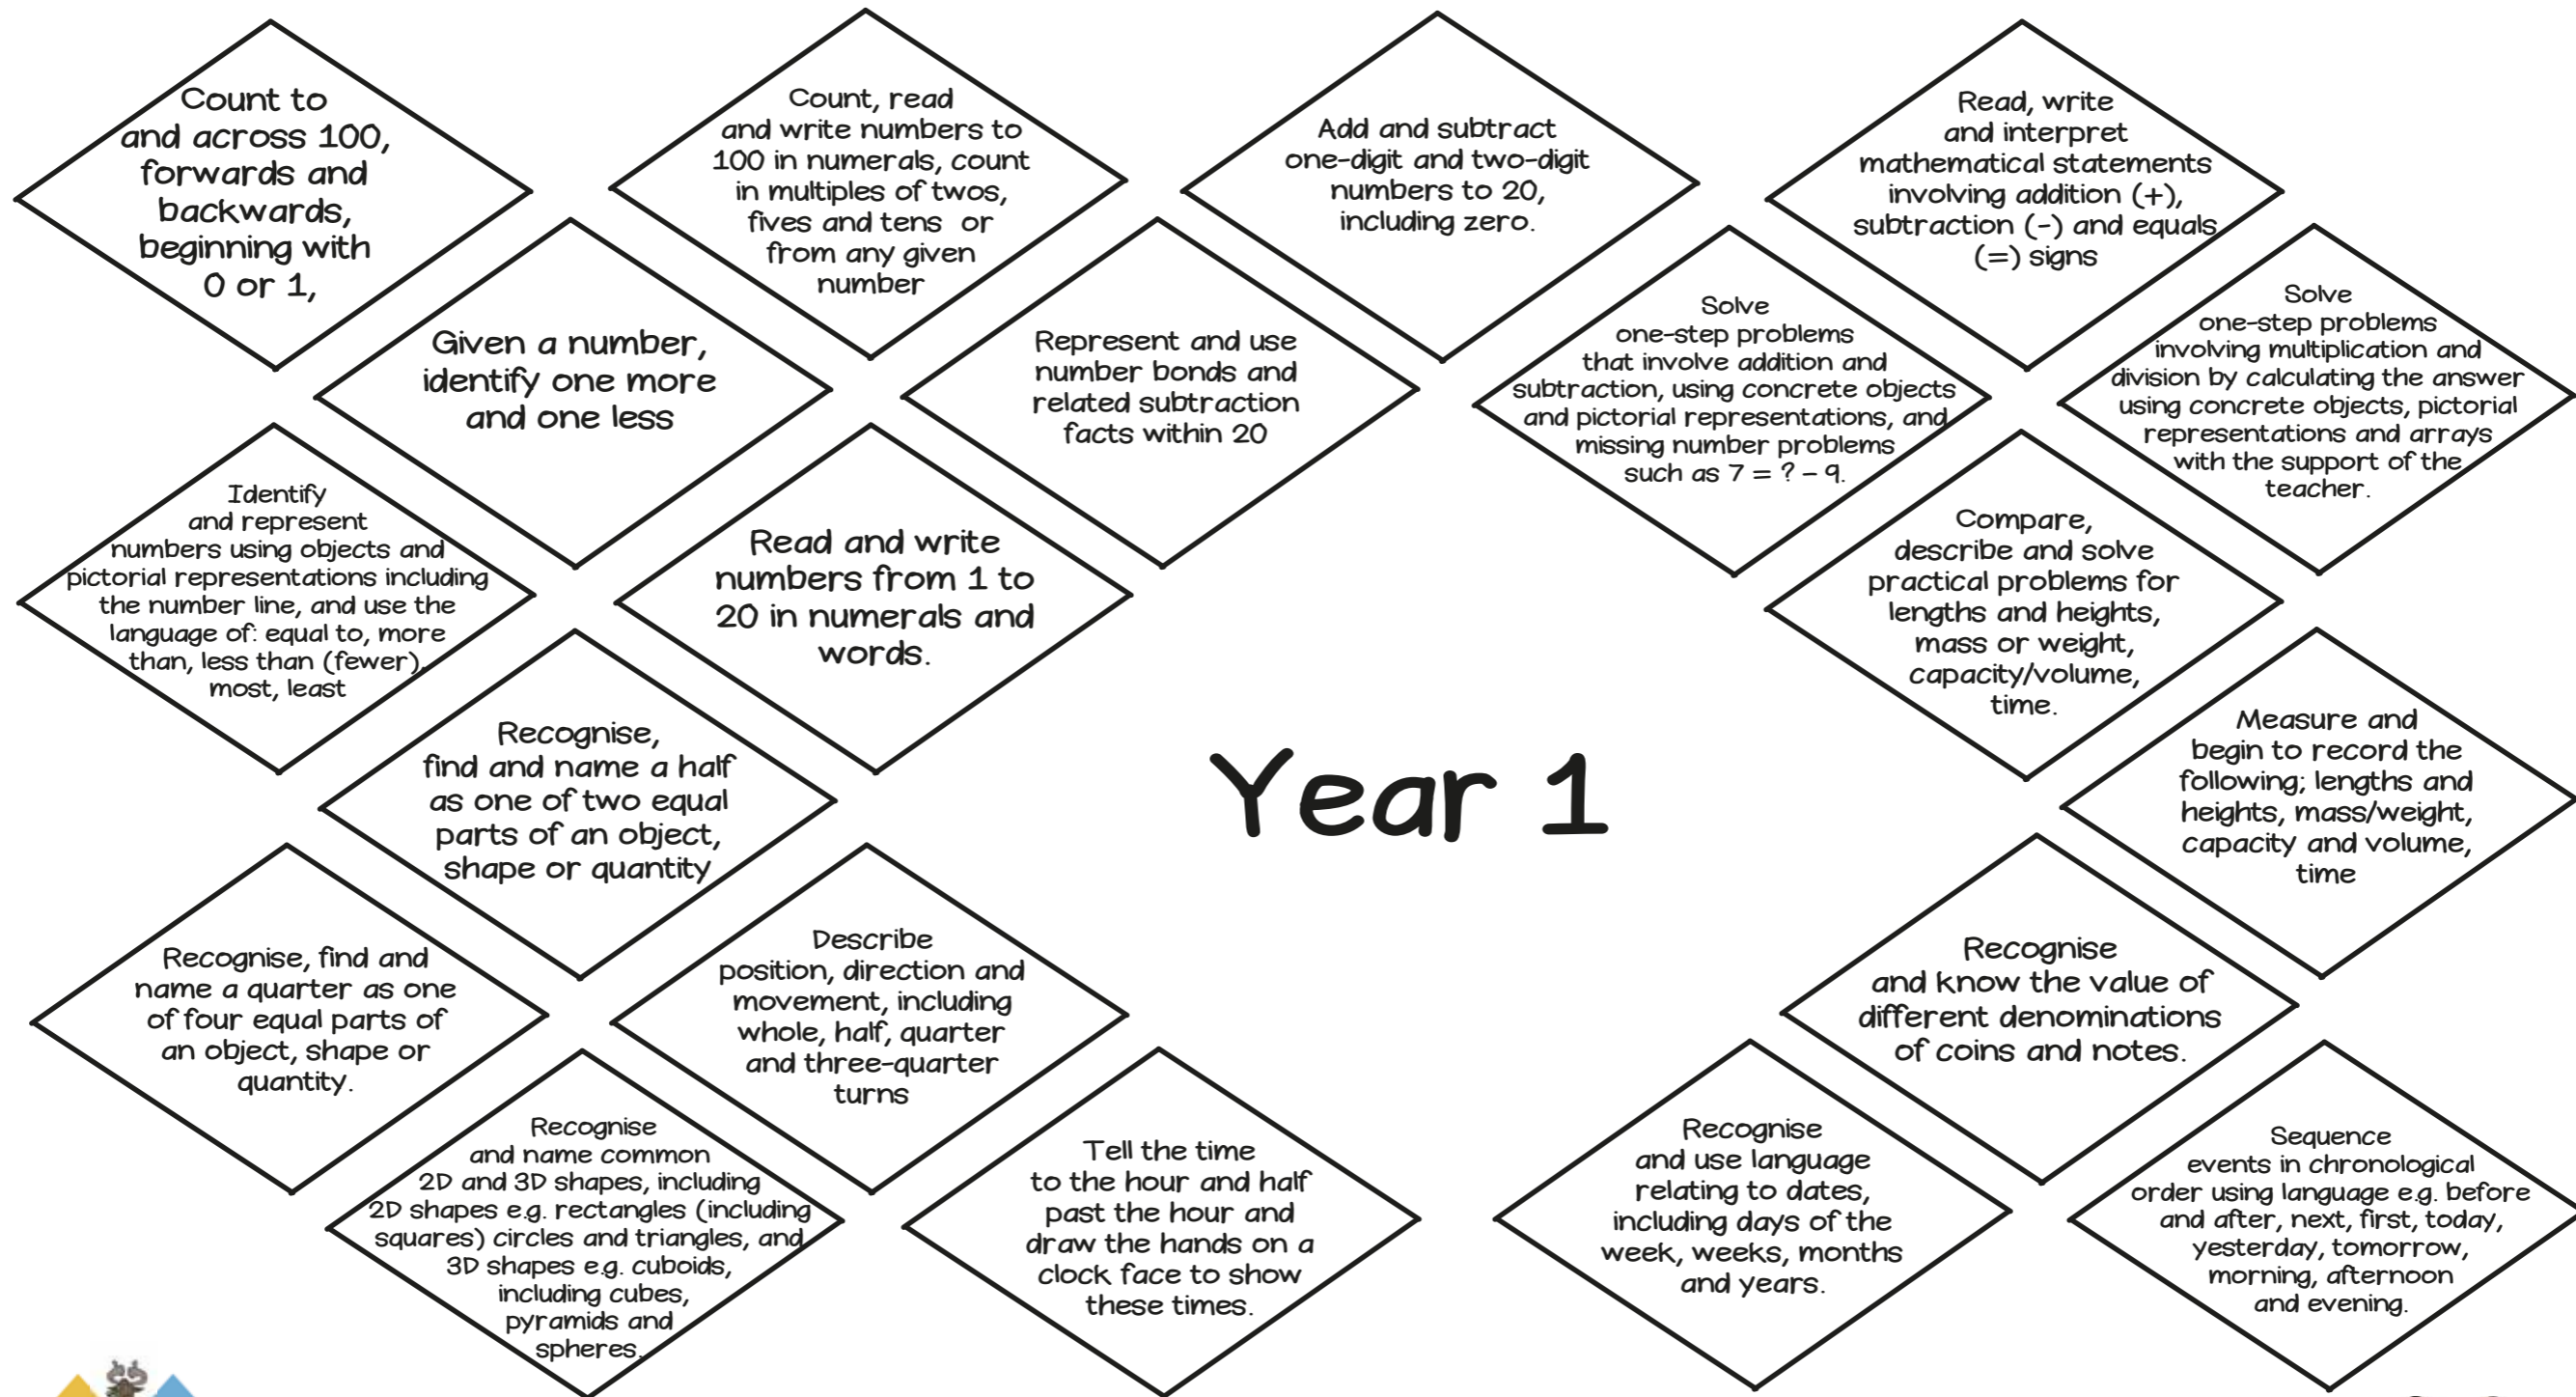 Count to
and across 100,
forwards and
backwards,
beginning with
0 or 1,
Count, read
and write numbers to
100 in numerals, count
in multiples of twos,
fives and tens or
from any given
number
Add and subtract
one-digit and two-digit
numbers to 20,
including zero.
Read, write
and interpret
mathematical statements
involving addition (+),
subtraction (-) and equals
(=) signs
Given a number,
identify one more
and one less
Represent and use
number bonds and
related subtraction
facts within 20
Solve
one-step problems
that involve addition and
subtraction, using concrete objects
and pictorial representations, and
missing number problems
such as 7 = ? – 9.
Solve
one-step problems
involving multiplication and
division by calculating the answer
using concrete objects, pictorial
representations and arrays
with the support of the
teacher.
Identify
and represent
numbers using objects and
pictorial representations including
the number line, and use the
language of: equal to, more
than, less than (fewer),
most, least
Read and write
numbers from 1 to
20 in numerals and
words.
Compare,
describe and solve
practical problems for
lengths and heights,
mass or weight,
capacity/volume,
time.
Recognise,
find and name a half
as one of two equal
parts of an object,
shape or quantity
Year 1
Measure and
begin to record the
following; lengths and
heights, mass/weight,
capacity and volume,
time
Recognise, find and
name a quarter as one
of four equal parts of
an object, shape or
quantity.
Describe
position, direction and
movement, including
whole, half, quarter
and three-quarter
turns
Recognise
and know the value of
different denominations
of coins and notes.
Recognise
and name common
2D and 3D shapes, including
2D shapes e.g. rectangles (including
squares) circles and triangles, and
3D shapes e.g. cuboids,
including cubes,
pyramids and
spheres.
Tell the time
to the hour and half
past the hour and
draw the hands on a
clock face to show
these times.
Recognise
and use language
relating to dates,
including days of the
week, weeks, months
and years.
Sequence
events in chronological
order using language e.g. before
and after, next, first, today,
yesterday, tomorrow,
morning, afternoon
and evening.